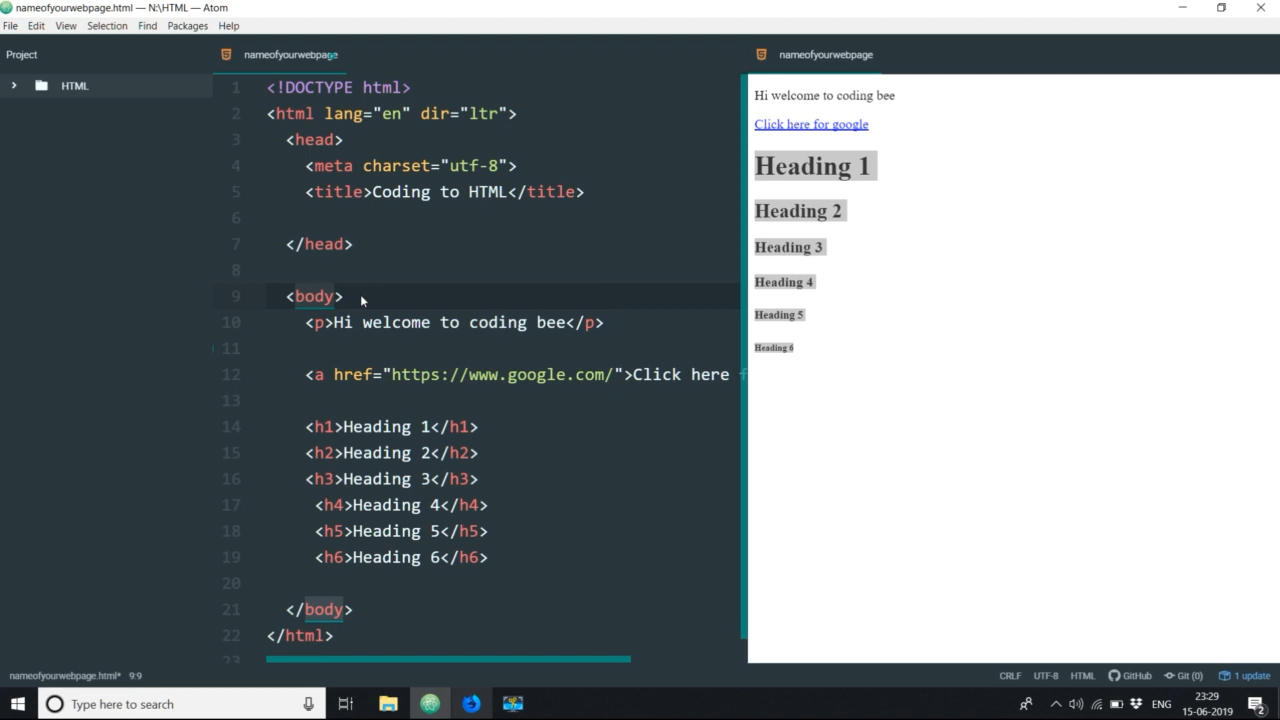 nameofyourwebpage.html — N:\HTML — Atom
File Edit View Selection Find Packages Help
Project
nameofyourwebpage
nameofyourwebpage
HTML
1 <!DOCTYPE html>
2 <html lang="en" dir="ltr">
3 <head>
4 <meta charset="utf-8">
5 <title>Coding to HTML</title>
6
7 </head>
8
9 <body>
10 <p>Hi welcome to coding bee</p>
11
12 <a href="https://www.google.com/">Click here f
13
14 <h1>Heading 1</h1>
15 <h2>Heading 2</h2>
16 <h3>Heading 3</h3>
17 <h4>Heading 4</h4>
18 <h5>Heading 5</h5>
19 <h6>Heading 6</h6>
20
21 </body>
22 </html>
23
Hi welcome to coding bee
Click here for google
Heading 1
Heading 2
Heading 3
Heading 4
Heading 5
Heading 6
nameofyourwebpage.html* 9:9
CRLF UTF-8 HTML GitHub Git (0) 1 update
Type here to search
ENG
23:29
15-06-2019
2